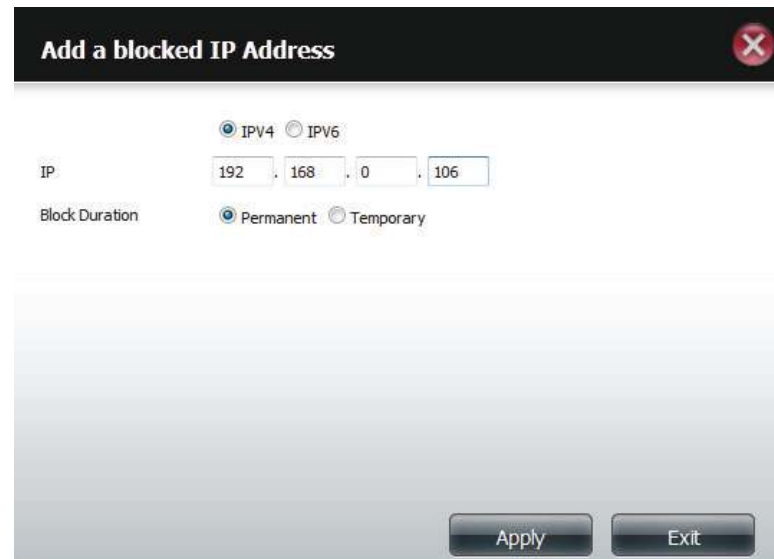 Add a blocked IP Address
IPV4 IPV6
IP 192 . 168 . 0 . 106
Block Duration Permanent Temporary
Apply Exit